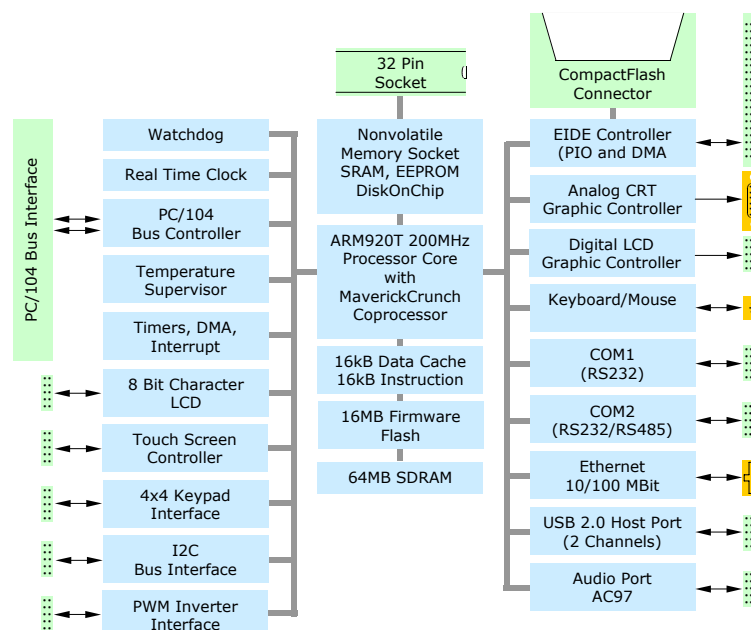 32 Pin
Socket
CompactFlash
Connector
PC/104 Bus Interface
Watchdog
Real Time Clock
PC/104
Bus Controller
Temperature
Supervisor
Timers, DMA,
Interrupt
8 Bit Character
LCD
Touch Screen
Controller
4x4 Keypad
Interface
I2C
Bus Interface
PWM Inverter
Interface
Nonvolatile
Memory Socket
SRAM, EEPROM
DiskOnChip
ARM920T 200MHz
Processor Core
with
MaverickCrunch
Coprocessor
16kB Data Cache
16kB Instruction
16MB Firmware
Flash
64MB SDRAM
EIDE Controller
(PIO and DMA
Analog CRT
Graphic Controller
Digital LCD
Graphic Controller
Keyboard/Mouse
COM1
(RS232)
COM2
(RS232/RS485)
Ethernet
10/100 MBit
USB 2.0 Host Port
(2 Channels)
Audio Port
AC97